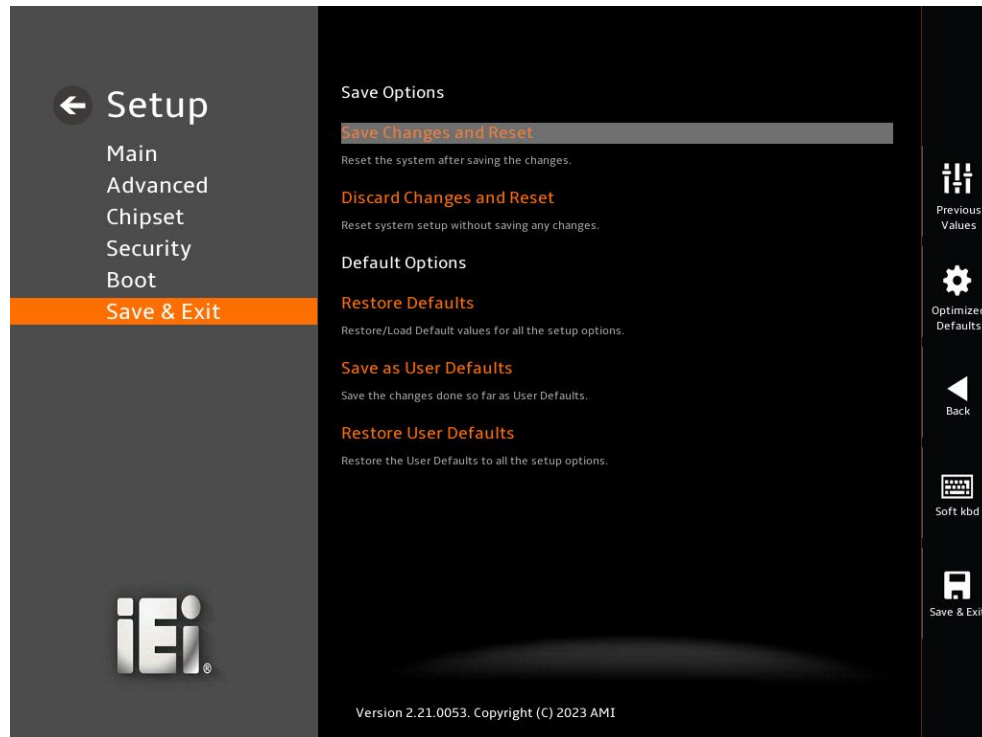 Setup
Main
Advanced
Chipset
Security
Boot
Save & Exit
iEi®
Save Options
Save Changes and Reset
Reset the system after saving the changes.
Discard Changes and Reset
Reset system setup without saving any changes.
Default Options
Restore Defaults
Restore/Load Default values for all the setup options.
Save as User Defaults
Save the changes done so far as User Defaults.
Restore User Defaults
Restore the User Defaults to all the setup options.
Version 2.21.0053. Copyright (C) 2023 AMI
Previous
Values
Optimized
Defaults
Back
Soft kbd
Save & Exit